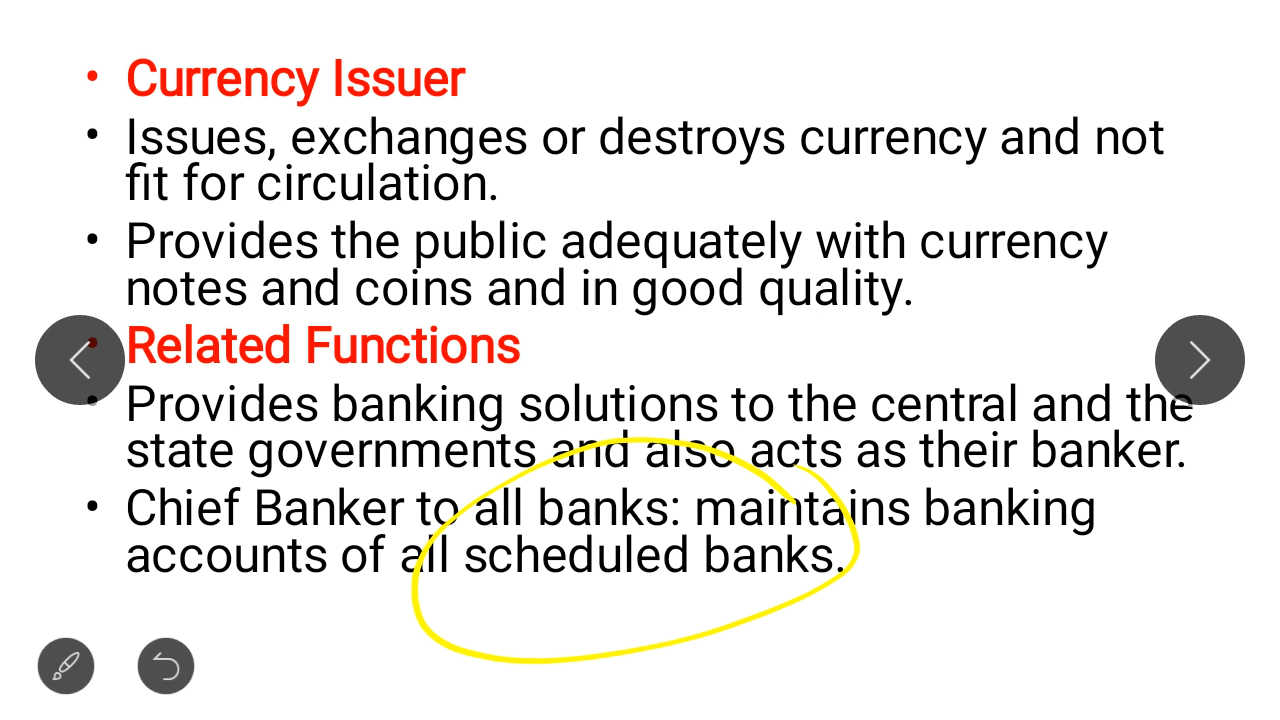 • Currency Issuer
• Issues, exchanges or destroys currency and not
fit for circulation.
• Provides the public adequately with currency
notes and coins and in good quality.
• Related Functions
• Provides banking solutions to the central and the
state governments and also acts as their banker.
• Chief Banker to all banks: maintains banking
accounts of all scheduled banks.